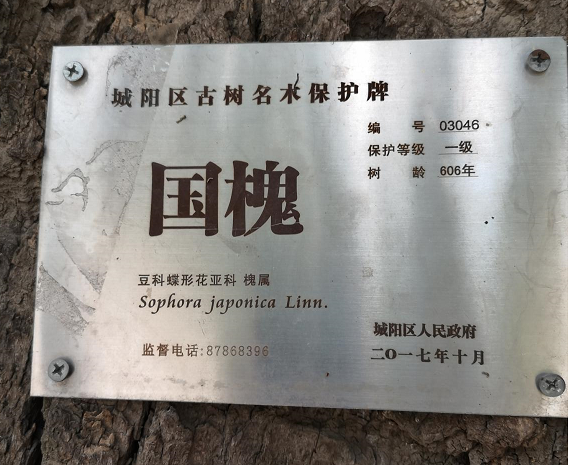 城阳区古树名木保护牌
编 号 03046
保护等级 一级
树 龄 606年
国槐
豆科蝶形花亚科 槐属
Sophora japonica Linn.
监督电话:87868396
城阳区人民政府
二〇一七年十月